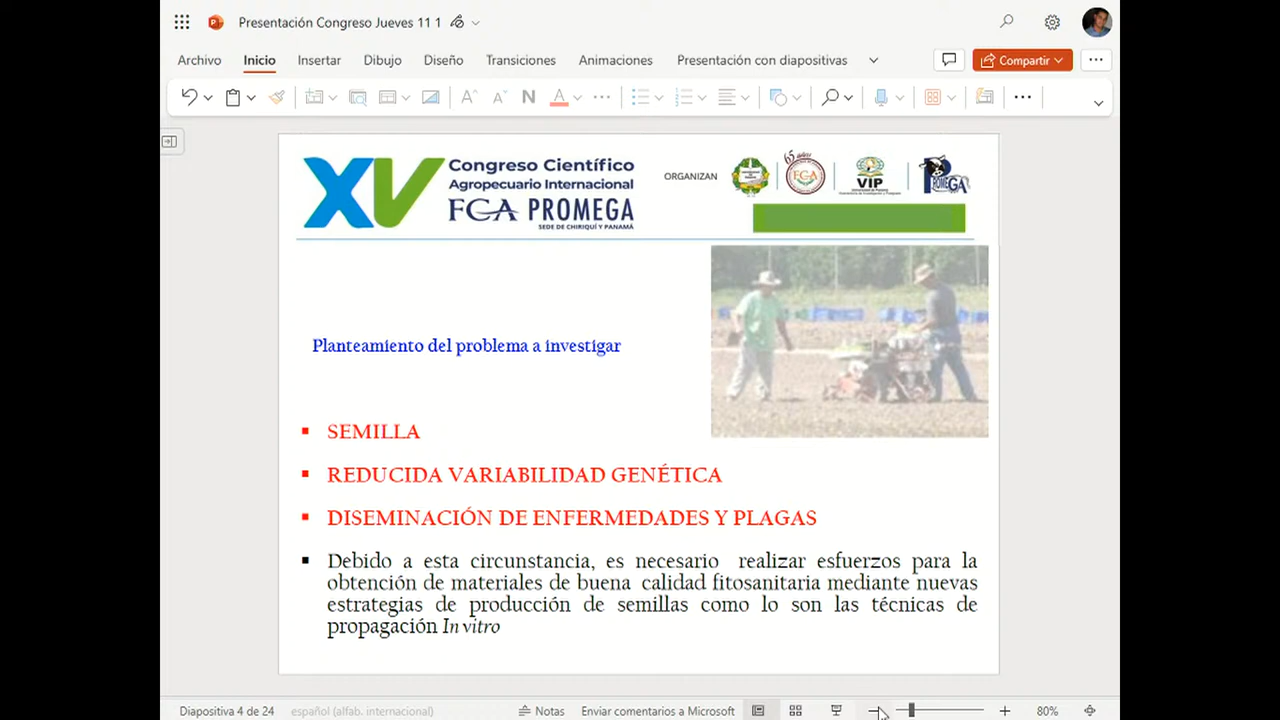 Presentación Congreso Jueves 11 1
Archivo Inicio Insertar Dibujo Diseño Transiciones Animaciones Presentación con diapositivas Compartir
XV Congreso Científico
Agropecuario Internacional
FCA PROMEGA
SEDE DE CHIRIQUÍ Y PANAMÁ
ORGANIZAN
65 años
FCA
VIP
PROMEGA
Planteamiento del problema a investigar
SEMILLA
REDUCIDA VARIABILIDAD GENÉTICA
DISEMINACIÓN DE ENFERMEDADES Y PLAGAS
Debido a esta circunstancia, es necesario realizar esfuerzos para la
obtención de materiales de buena calidad fitosanitaria mediante nuevas
estrategias de producción de semillas como lo son las técnicas de
propagación In vitro
Diapositiva 4 de 24 español (alfab. internacional) Notas Enviar comentarios a Microsoft 80%